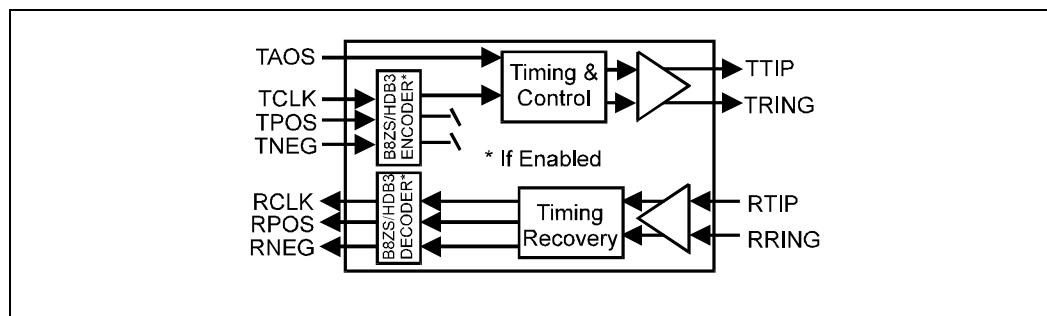 TAOS
TCLK
TPOS
TNEG
B8ZS/HDB3
ENCODER*
Timing &
Control
TTIP
TRING
* If Enabled
RCLK
RPOS
RNEG
B8ZS/HDB3
DECODER*
Timing
Recovery
RTIP
RRING